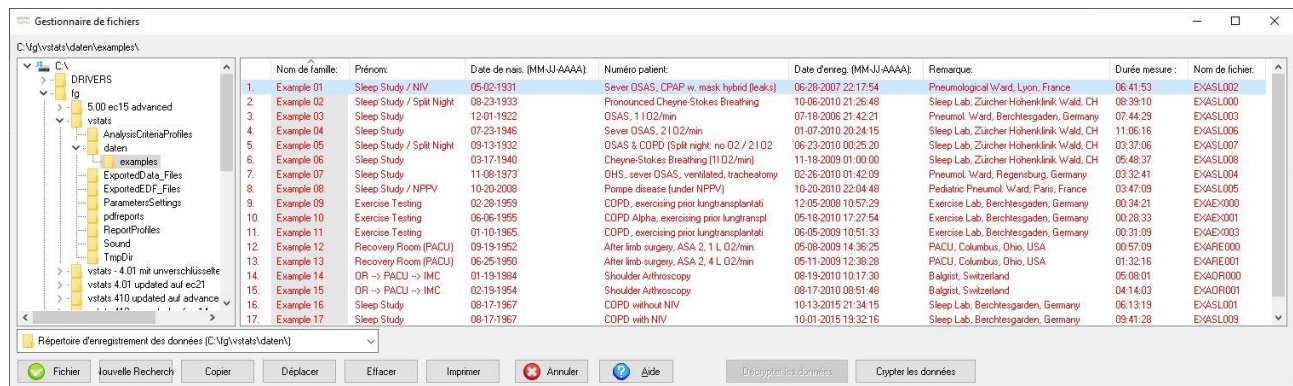 Gestionnaire de fichiers
C:\fg\vstats\daten\examples\
C:\
DRIVERS
fg
5.00 ec15 advanced
vstats
AnalysisCriteriaProfiles
daten
examples
ExportedData_Files
ExportedEDF_Files
ParametersSettings
pdfreports
ReportProfiles
Sound
TmpDir
vstats - 4.01 mit unverschlüsselte
vstats 4.01 updated auf ec21
vstats 410 updated auf advance
Nom de famille: Prénom: Date de nais. (MM-JJ-AAAA): Numéro patient: Date d'enreg. (MM-JJ-AAAA): Remarque: Durée mesure : Nom de fichier:
1. Example 01 Sleep Study / NIV 05-02-1931 Sever OSAS, CPAP w. mask hybrid (leaks) 06-28-2007 22:17:54 Pneumological Ward, Lyon, France 06:41:53 EXASL002
2. Example 02 Sleep Study / Split Night 08-23-1933 Pronounced Cheyne-Stokes Breathing 10-06-2010 21:26:48 Sleep Lab, Zürcher Höhenklinik Wald, CH 08:39:10 EXASL000
3. Example 03 Sleep Study 12-01-1922 OSAS, 1 l O2/min 07-18-2006 21:42:21 Pneumol. Ward, Berchtesgaden, Germany 07:44:29 EXASL003
4. Example 04 Sleep Study 07-23-1946 Sever OSAS, 2 l O2/min 01-07-2010 20:24:15 Sleep Lab, Zürcher Höhenklinik Wald, CH 11:06:16 EXASL006
5. Example 05 Sleep Study / Split Night 09-13-1932 OSAS & COPD (Split night: no O2 / 2 l O2 06-23-2010 00:25:20 Sleep Lab, Zürcher Höhenklinik Wald, CH 03:37:06 EXASL007
6. Example 06 Sleep Study 03-17-1940 Cheyne-Stokes Breathing (1l O2/min) 11-18-2009 01:00:00 Sleep Lab, Zürcher Höhenklinik Wald, CH 05:48:37 EXASL008
7. Example 07 Sleep Study 11-08-1973 OHS, sever OSAS, ventilated, tracheatomy 02-26-2010 01:42:09 Pneumol. Ward, Regensburg, Germany 03:32:41 EXASL004
8. Example 08 Sleep Study / NPPV 10-20-2008 Pompe disease (under NPPV) 10-20-2010 22:04:48 Pediatric Pneumol. Ward, Paris, France 03:47:09 EXASL005
9. Example 09 Exercise Testing 02-28-1959 COPD, exercising prior lungtransplantati 12-05-2008 10:57:29 Exercise Lab, Berchtesgaden, Germany 00:34:21 EXAEX000
10. Example 10 Exercise Testing 06-06-1955 COPD Alpha, exercising prior lungtranspl 05-18-2010 17:27:54 Exercise Lab, Berchtesgaden, Germany 00:28:33 EXAEX001
11. Example 11 Exercise Testing 01-10-1965 COPD, exercising prior lungtransplantati 06-05-2009 10:51:33 Exercise Lab, Berchtesgaden, Germany 00:31:09 EXAEX003
12. Example 12 Recovery Room (PACU) 09-19-1952 After limb surgery, ASA 2, 1 L O2/min 05-08-2009 14:36:25 PACU, Columbus, Ohio, USA 00:57:09 EXARE000
13. Example 13 Recovery Room (PACU) 06-25-1950 After limb surgery, ASA 2, 4 L O2/min 05-11-2009 12:38:28 PACU, Columbus, Ohio, USA 01:32:16 EXARE001
14. Example 14 OR --> PACU --> IMC 01-19-1984 Shoulder Arthroscopy 08-19-2010 10:17:30 Balgrist, Switzerland 05:08:01 EXAOR000
15. Example 15 OR --> PACU --> IMC 02-19-1954 Shoulder Arthroscopy 08-17-2010 08:51:48 Balgrist, Switzerland 04:14:03 EXAOR001
16. Example 16 Sleep Study 08-17-1967 COPD without NIV 10-13-2015 21:34:15 Sleep Lab, Berchtesgarden, Germany 06:13:19 EXASL001
17. Example 17 Sleep Study 08-17-1967 COPD with NIV 10-01-2015 19:32:16 Sleep Lab, Berchtesgarden, Germany 09:41:28 EXASL009
Répertoire d'enregistrement des données (C:\fg\vstats\daten\)
Fichier Nouvelle Recherch Copier Déplacer Effacer Imprimer Annuler Aide Décrypter les données Crypter les données